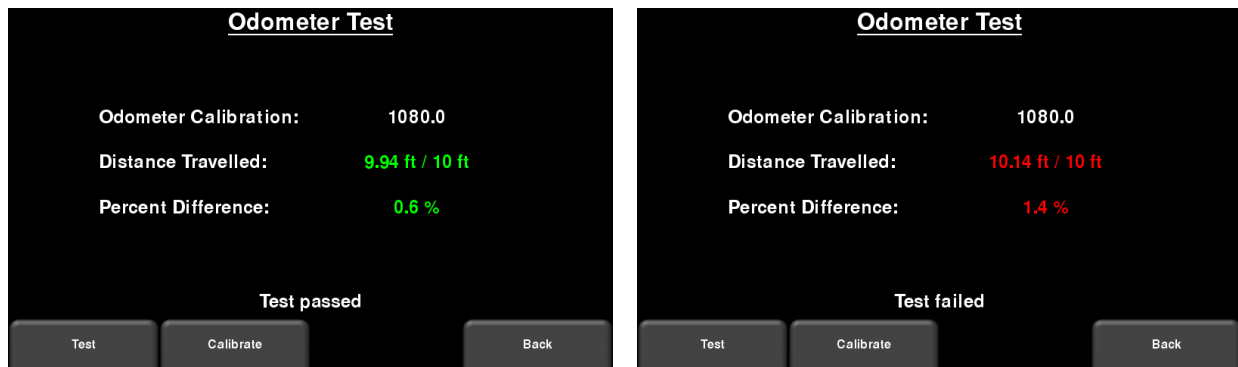 Odometer Test
Odometer Calibration: 1080.0
Distance Travelled: 9.94 ft / 10 ft
Percent Difference: 0.6 %
Test passed
Test Calibrate Back
Odometer Test
Odometer Calibration: 1080.0
Distance Travelled: 10.14 ft / 10 ft
Percent Difference: 1.4 %
Test failed
Test Calibrate Back